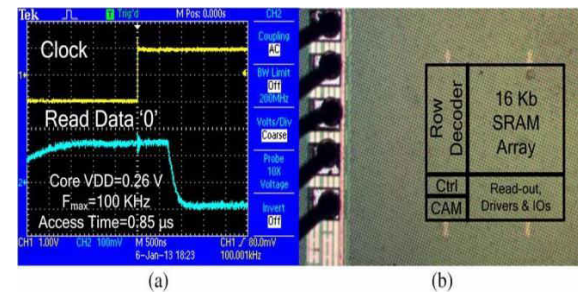 Tek
Trig'd
M Pos: 0.000s
CH2
Clock
Coupling
AC
BW Limit
Off
200MHz
1
Read Data '0'
Volts/Div
Coarse
2
Core VDD=0.26 V
Fmax=100 KHz
Access Time=0.85 µs
Probe
10X
Voltage
Invert
Off
CH1 1.00V CH2 100mV M 500ns CH1 80.0mV
6-Jan-13 18:23 100.001kHz
(a)
Row Decoder
16 Kb
SRAM
Array
Ctrl
CAM
Read-out,
Drivers & IOs
(b)